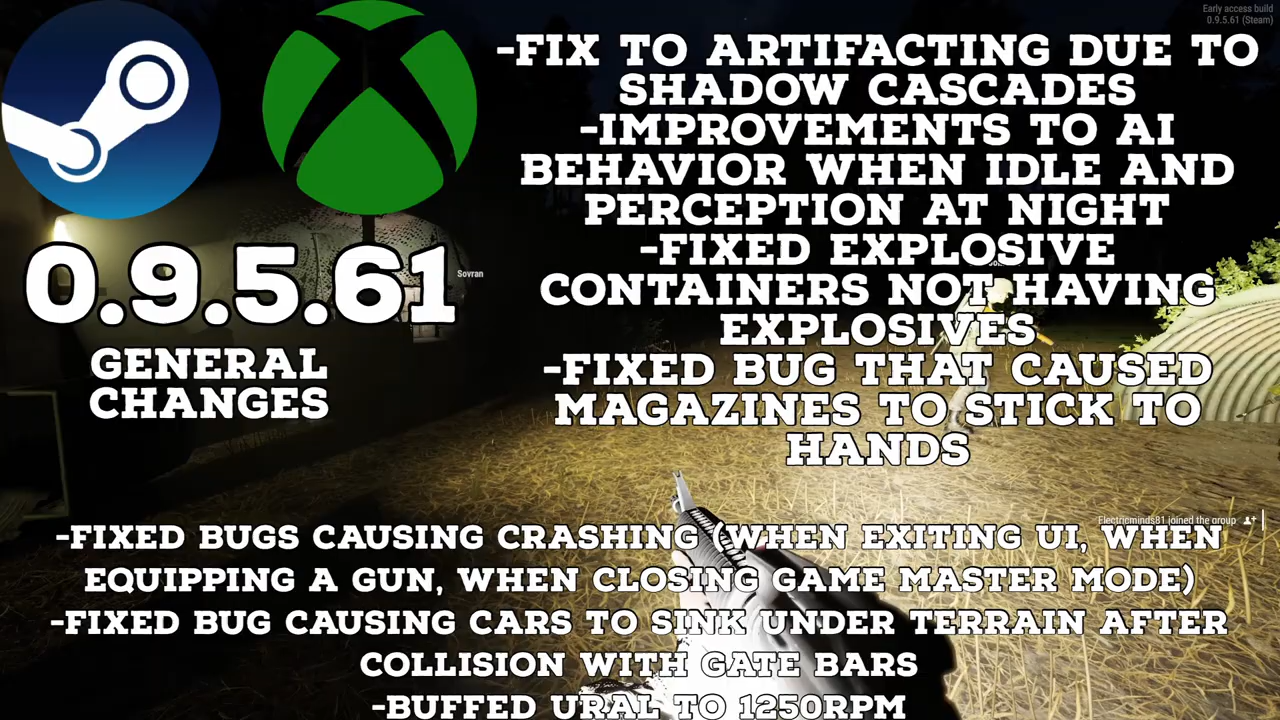 Early access build
0.9.5.61 (Steam)
-FIX TO ARTIFACTING DUE TO
SHADOW CASCADES
-IMPROVEMENTS TO AI
BEHAVIOR WHEN IDLE AND
PERCEPTION AT NIGHT
-FIXED EXPLOSIVE
CONTAINERS NOT HAVING
EXPLOSIVES
-FIXED BUG THAT CAUSED
MAGAZINES TO STICK TO
HANDS
0.9.5.61
Sovran
GENERAL
CHANGES
Electricminds81 joined the group
-FIXED BUGS CAUSING CRASHING (WHEN EXITING UI, WHEN
EQUIPPING A GUN, WHEN CLOSING GAME MASTER MODE)
-FIXED BUG CAUSING CARS TO SINK UNDER TERRAIN AFTER
COLLISION WITH GATE BARS
-BUFFED URAL TO 1250RPM